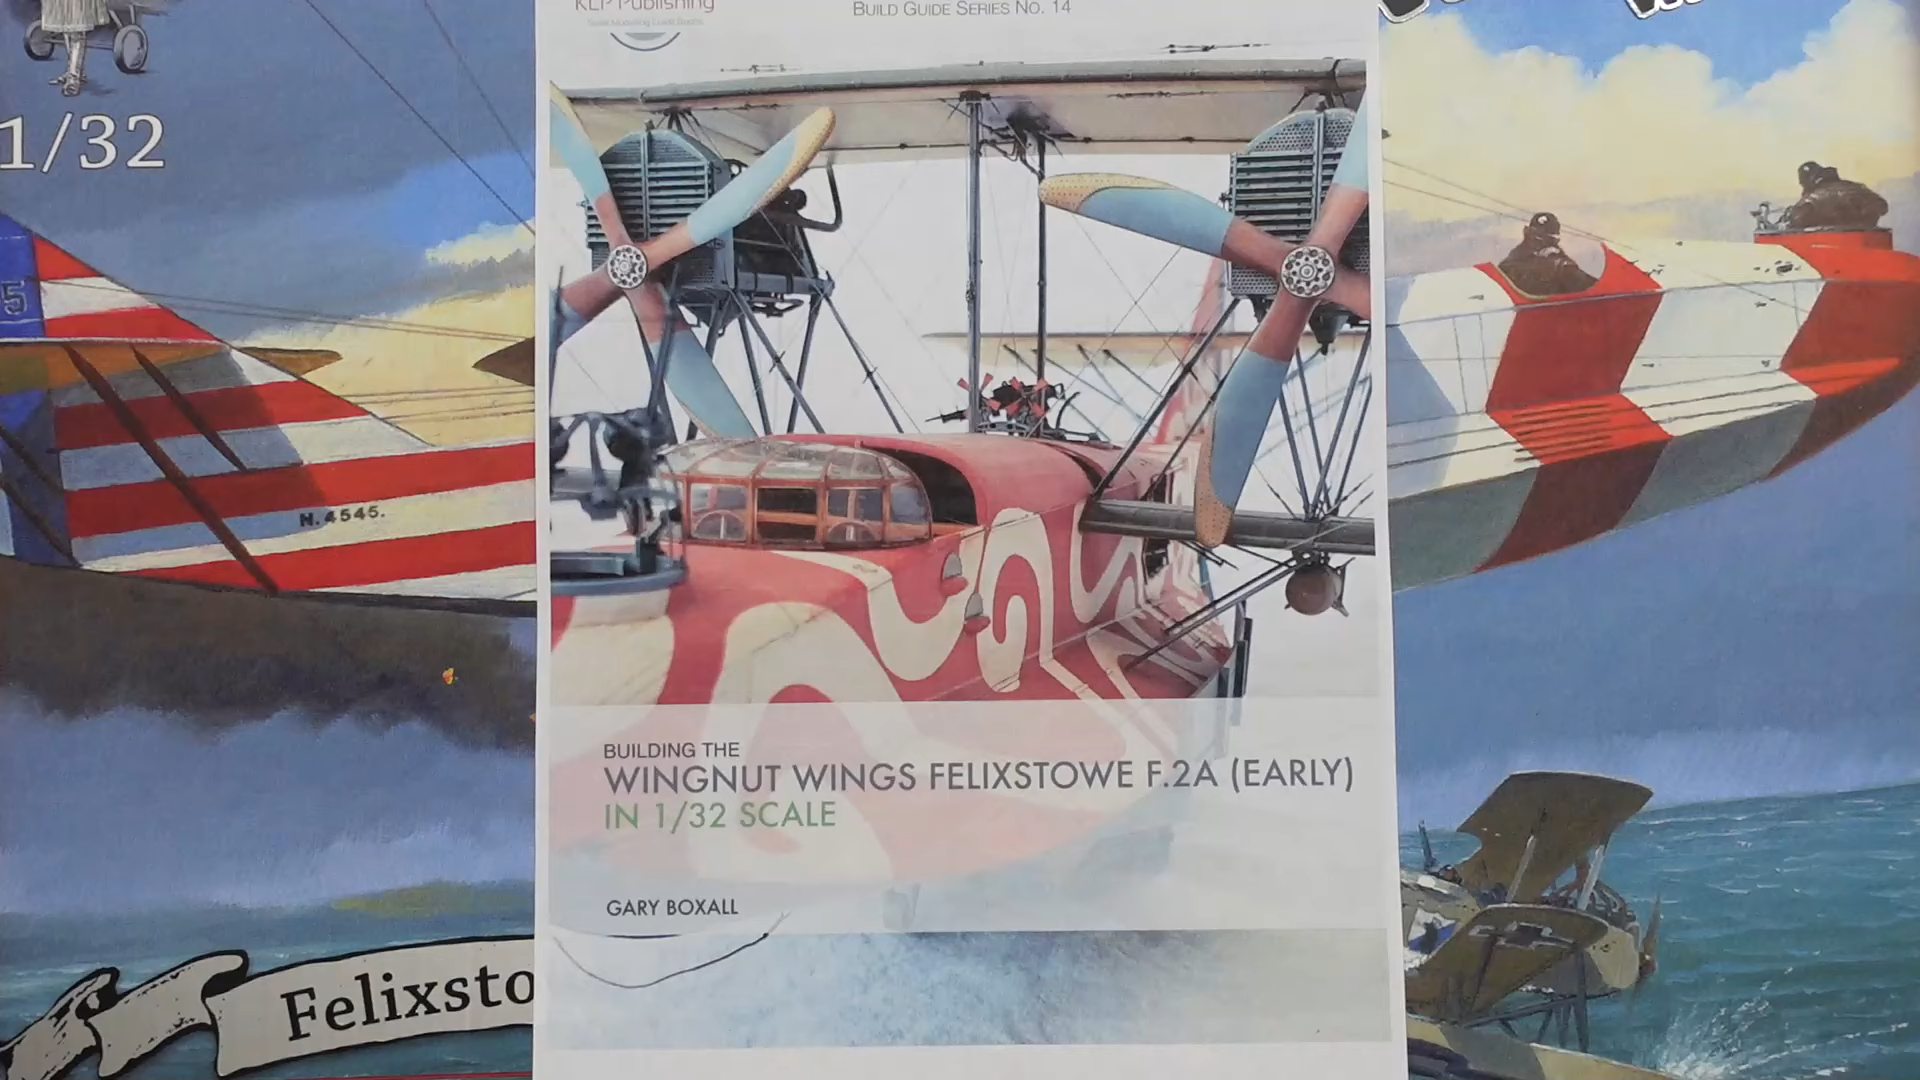 KLP Publishing
BUILD GUIDE SERIES NO. 14
1/32
5
N.4545.
BUILDING THE
WINGNUT WINGS FELIXSTOWE F.2A (EARLY)
IN 1/32 SCALE
GARY BOXALL
Felixsto